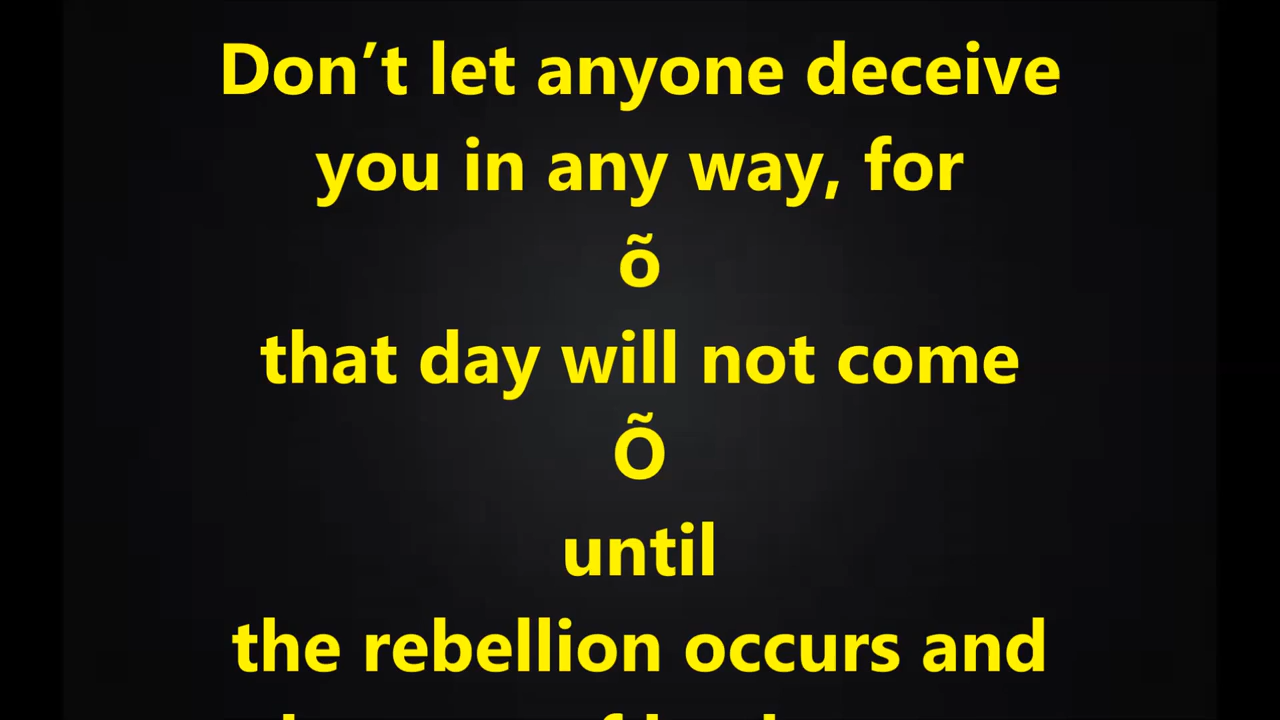 Don’t let anyone deceive
you in any way, for
õ
that day will not come
Õ
until
the rebellion occurs and